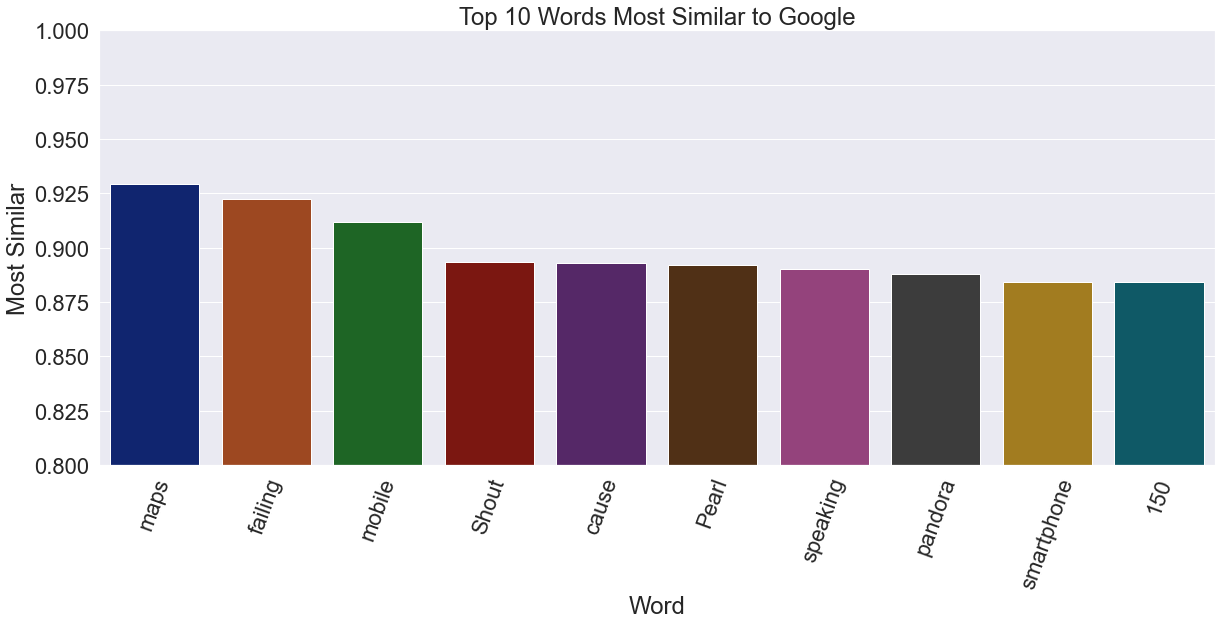 Top 10 Words Most Similar to Google
1.000
0.975
0.950
0.925
0.900
0.875
0.850
0.825
0.800
Most Similar
maps
failing
mobile
Shout
cause
Pearl
speaking
pandora
smartphone
150
Word